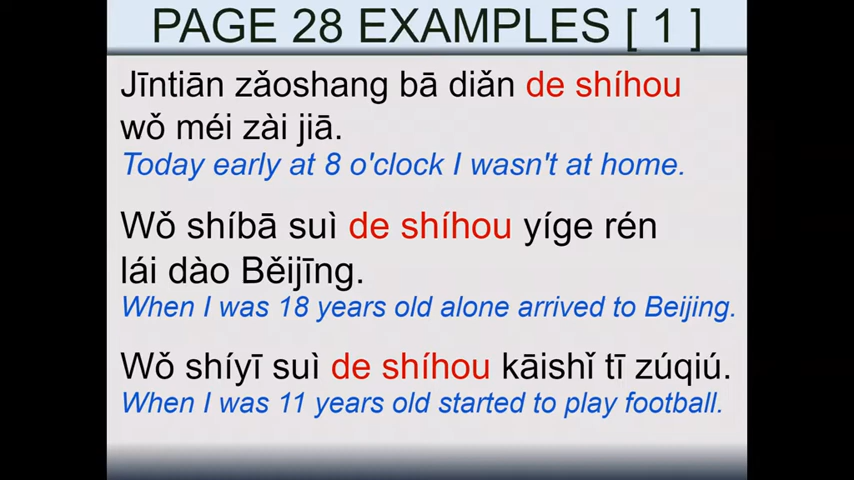 PAGE 28 EXAMPLES [ 1 ]
Jīntiān zǎoshang bā diǎn de shíhou
wǒ méi zài jiā.
Today early at 8 o'clock I wasn't at home.
Wǒ shíbā suì de shíhou yíge rén
lái dào Běijīng.
When I was 18 years old alone arrived to Beijing.
Wǒ shíyī suì de shíhou kāishǐ tī zúqiú.
When I was 11 years old started to play football.